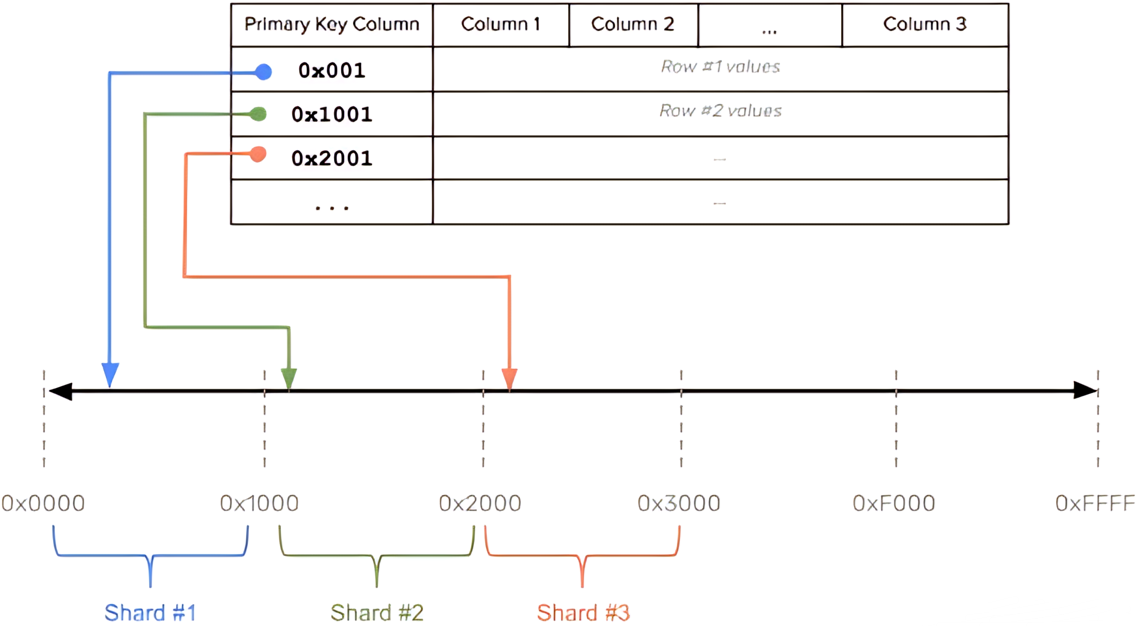 Primary Key Column Column 1 Column 2 ... Column 3
0x001 Row #1 values
0x1001 Row #2 values
0x2001 ...
... ...
0x0000 0x1000 0x2000 0x3000 0xF000 0xFFFF
Shard #1 Shard #2 Shard #3